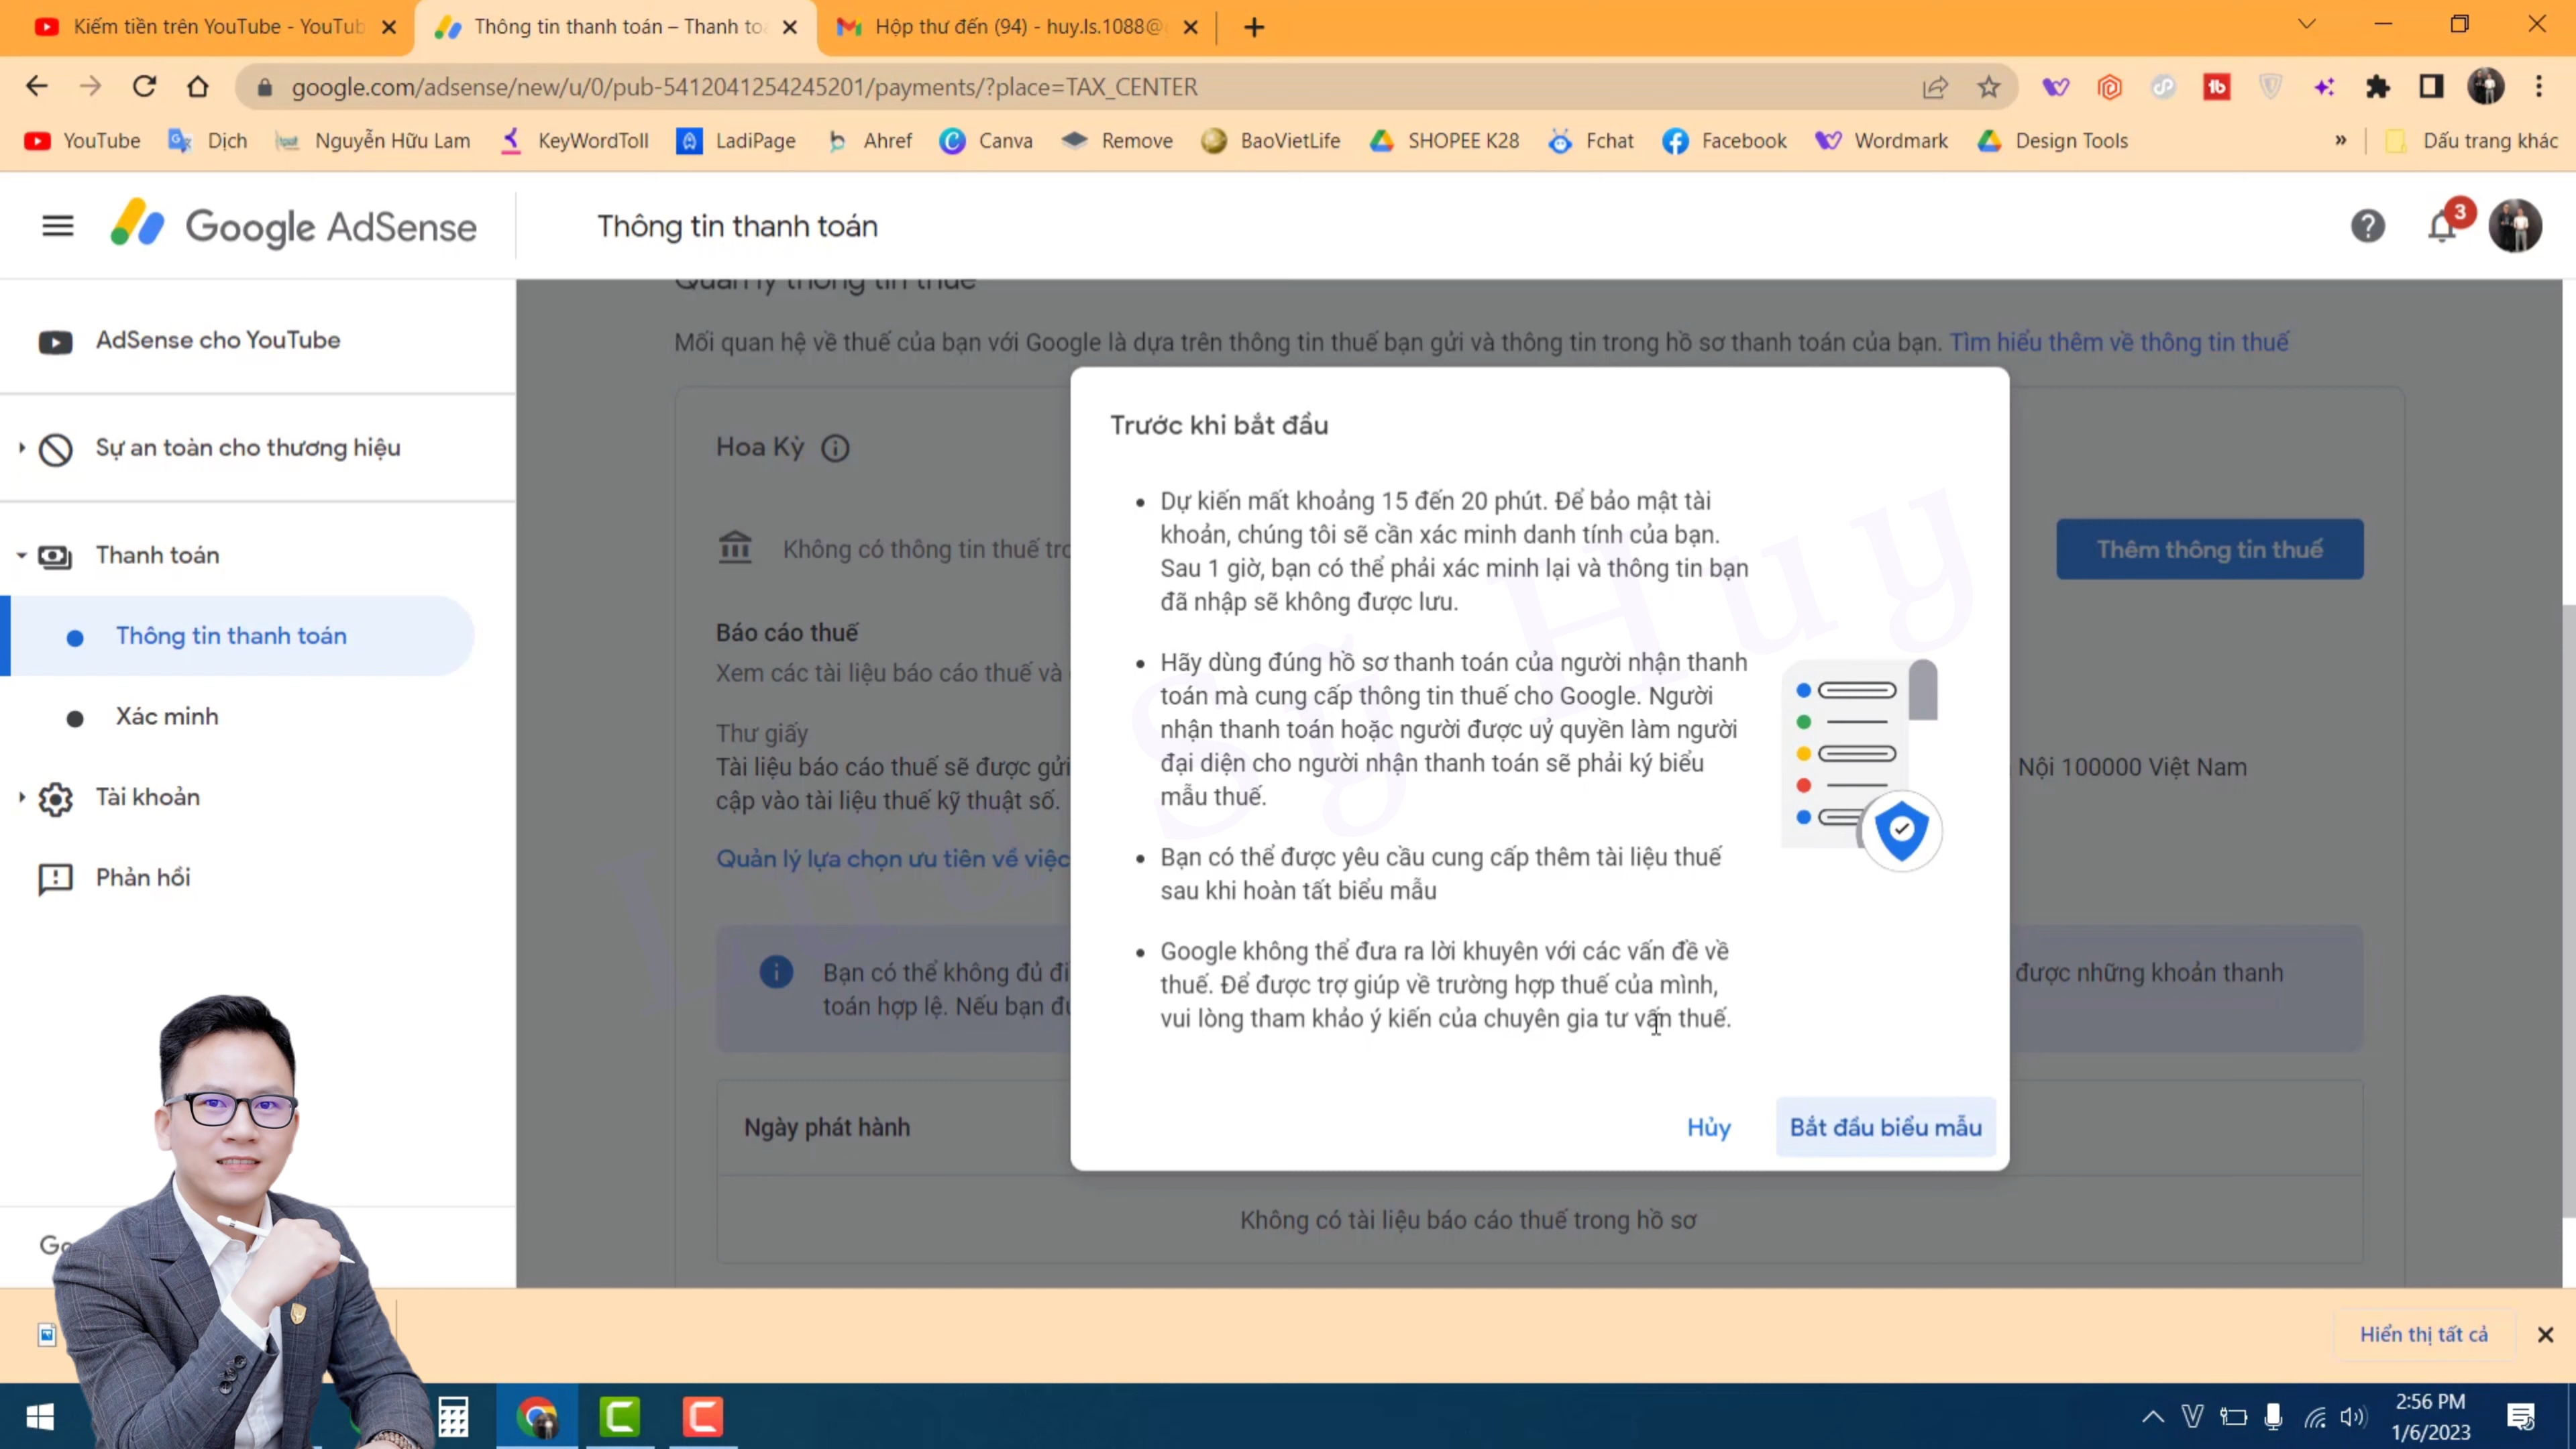 Kiếm tiền trên YouTube - YouTub
Thông tin thanh toán – Thanh toá
Hộp thư đến (94) - huy.ls.1088@
google.com/adsense/new/u/0/pub-5412041254245201/payments/?place=TAX_CENTER
YouTube
Dịch
Nguyễn Hữu Lam
KeyWordToll
LadiPage
Ahref
Canva
Remove
BaoVietLife
SHOPEE K28
Fchat
Facebook
Wordmark
Design Tools
»
Dấu trang khác
Google AdSense
Thông tin thanh toán
3
AdSense cho YouTube
Sự an toàn cho thương hiệu
Thanh toán
Thông tin thanh toán
Xác minh
Tài khoản
Phản hồi
Quản lý thông tin thuế
Mối quan hệ về thuế của bạn với Google là dựa trên thông tin thuế bạn gửi và thông tin trong hồ sơ thanh toán của bạn. Tìm hiểu thêm về thông tin thuế
Hoa Kỳ
Không có thông tin thuế tro
Thêm thông tin thuế
Báo cáo thuế
Xem các tài liệu báo cáo thuế và
Thư giấy
Tài liệu báo cáo thuế sẽ được gửi
Nội 100000 Việt Nam
cập vào tài liệu thuế kỹ thuật số.
Quản lý lựa chọn ưu tiên về việc
Bạn có thể không đủ đi
được những khoản thanh
toán hợp lệ. Nếu bạn đư
Ngày phát hành
Không có tài liệu báo cáo thuế trong hồ sơ
Trước khi bắt đầu
• Dự kiến mất khoảng 15 đến 20 phút. Để bảo mật tài
khoản, chúng tôi sẽ cần xác minh danh tính của bạn.
Sau 1 giờ, bạn có thể phải xác minh lại và thông tin bạn
đã nhập sẽ không được lưu.
• Hãy dùng đúng hồ sơ thanh toán của người nhận thanh
toán mà cung cấp thông tin thuế cho Google. Người
nhận thanh toán hoặc người được uỷ quyền làm người
đại diện cho người nhận thanh toán sẽ phải ký biểu
mẫu thuế.
• Bạn có thể được yêu cầu cung cấp thêm tài liệu thuế
sau khi hoàn tất biểu mẫu
• Google không thể đưa ra lời khuyên với các vấn đề về
thuế. Để được trợ giúp về trường hợp thuế của mình,
vui lòng tham khảo ý kiến của chuyên gia tư vấn thuế.
Hủy
Bắt đầu biểu mẫu
Lưu Sỹ Huy
Go
Hiển thị tất cả
2:56 PM
1/6/2023